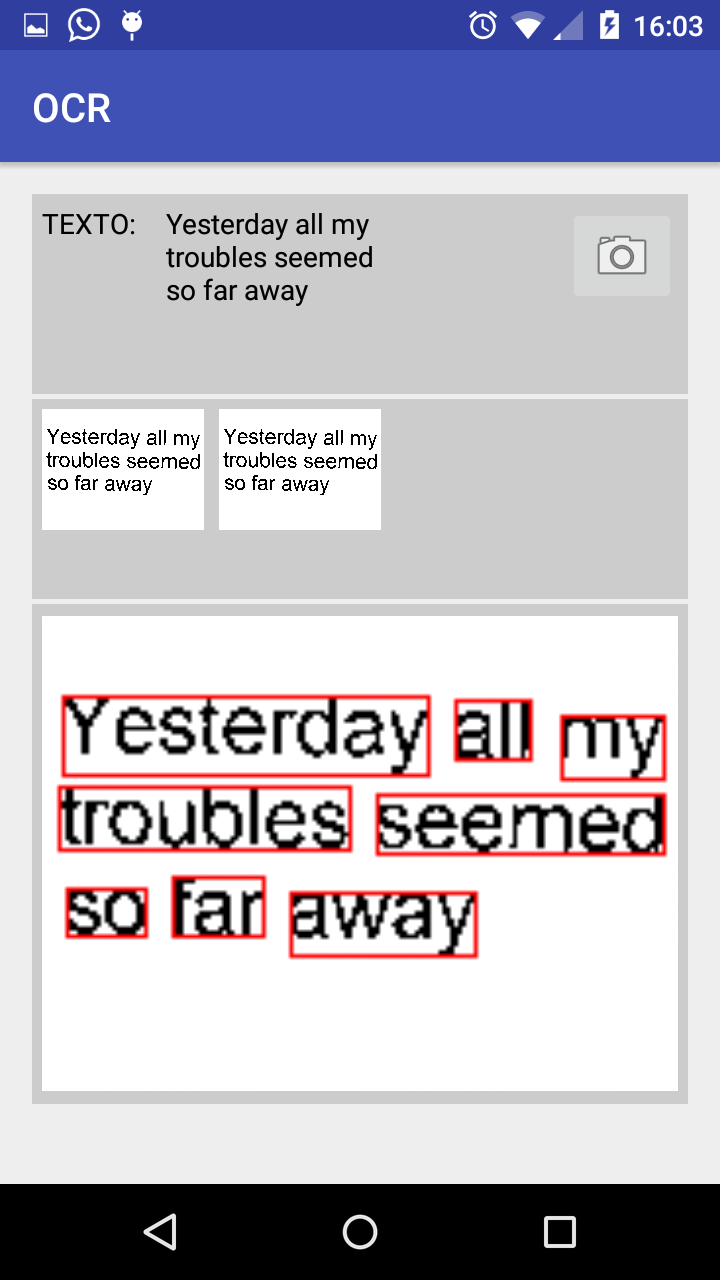 16:03
OCR
TEXTO: Yesterday all my
troubles seemed
so far away
Yesterday all my
troubles seemed
so far away
Yesterday all my
troubles seemed
so far away
Yesterday all my
troubles seemed
so far away